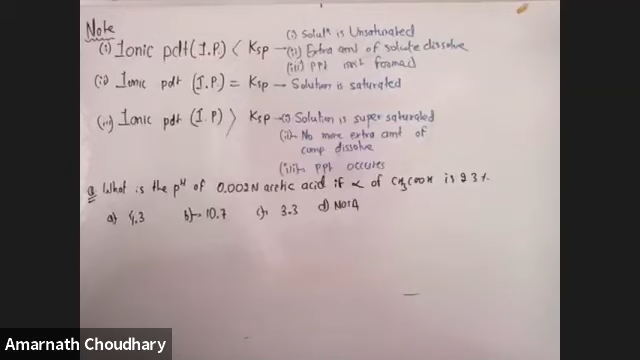 Note
(i) Ionic pdt (I.P.) < Ksp → (i) Soluⁿ is Unsaturated
(ii) Extra amt of solute dissolve
(iii) PPt isn't formed
(ii) Ionic pdt (I.P) = Ksp → Solution is saturated
(iii) Ionic pdt (I.P) > Ksp → (i) Solution is super saturated
(ii) → No more extra amt of
comp dissolve
(iii) → PPt occures
Q What is the pH of 0.002N acetic acid if α of CH3COOH is 2.3%.
a) 4.3 b) → 10.7 c) → 3.3 d) NOTA
Amarnath Choudhary